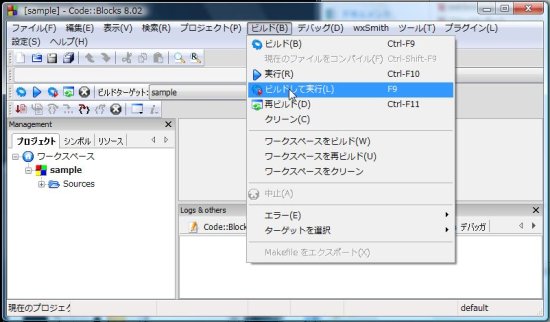 [sample] - Code::Blocks 8.02
ファイル(F) 編集(E) 表示(V) 検索(R) プロジェクト(P) ビルド(B) デバッグ(D) wxSmith ツール(T) プラグイン(L)
設定(S) ヘルプ(H)
ビルド(B) Ctrl-F9
現在のファイルをコンパイル(F) Ctrl-Shift-F9
実行(R) Ctrl-F10
ビルドして実行(L) F9
再ビルド(D) Ctrl-F11
クリーン(C)
ワークスペースをビルド(W)
ワークスペースを再ビルド(U)
ワークスペースをクリーン
中止(A)
エラー(E)
ターゲットを選択
Makefile をエクスポート(X)
ビルドターゲット: sample
Management
プロジェクト シンボル リソース
ワークスペース
sample
Sources
Logs & others
Code::Block
デバッガ
現在のプロジェク
default